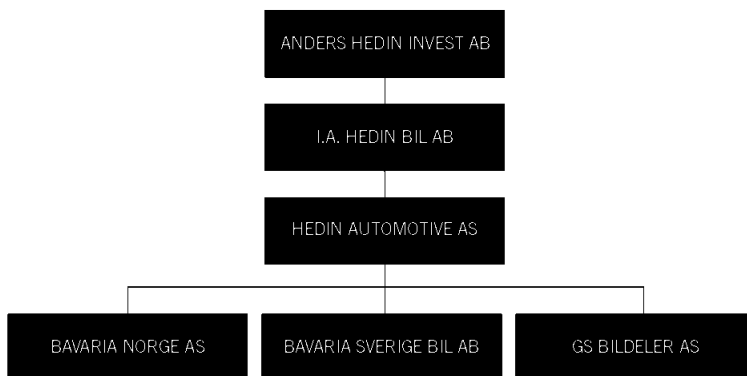 ANDERS HEDIN INVEST AB
I.A. HEDIN BIL AB
HEDIN AUTOMOTIVE AS
BAVARIA NORGE AS
BAVARIA SVERIGE BIL AB
GS BILDELER AS